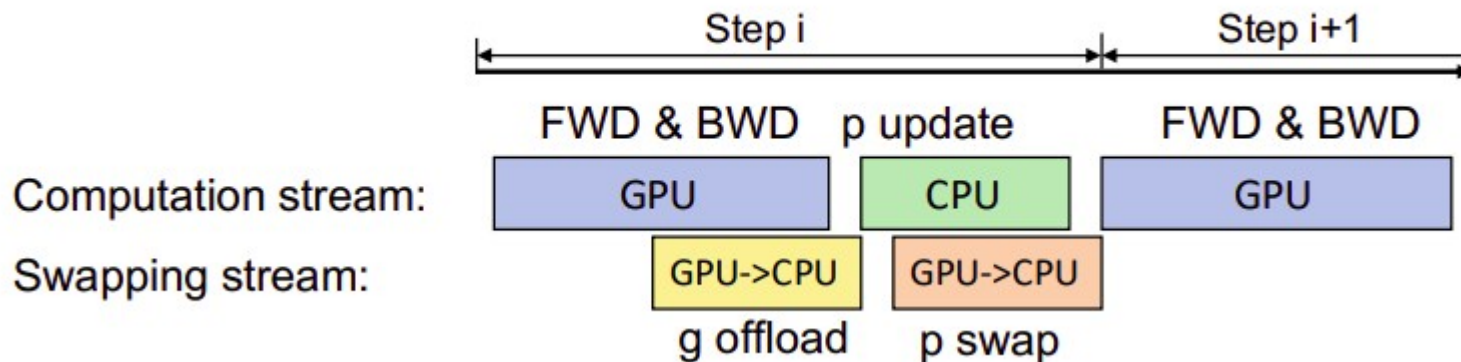 Step i Step i+1
FWD & BWD p update FWD & BWD
Computation stream: GPU CPU GPU
Swapping stream: GPU->CPU GPU->CPU
g offload p swap